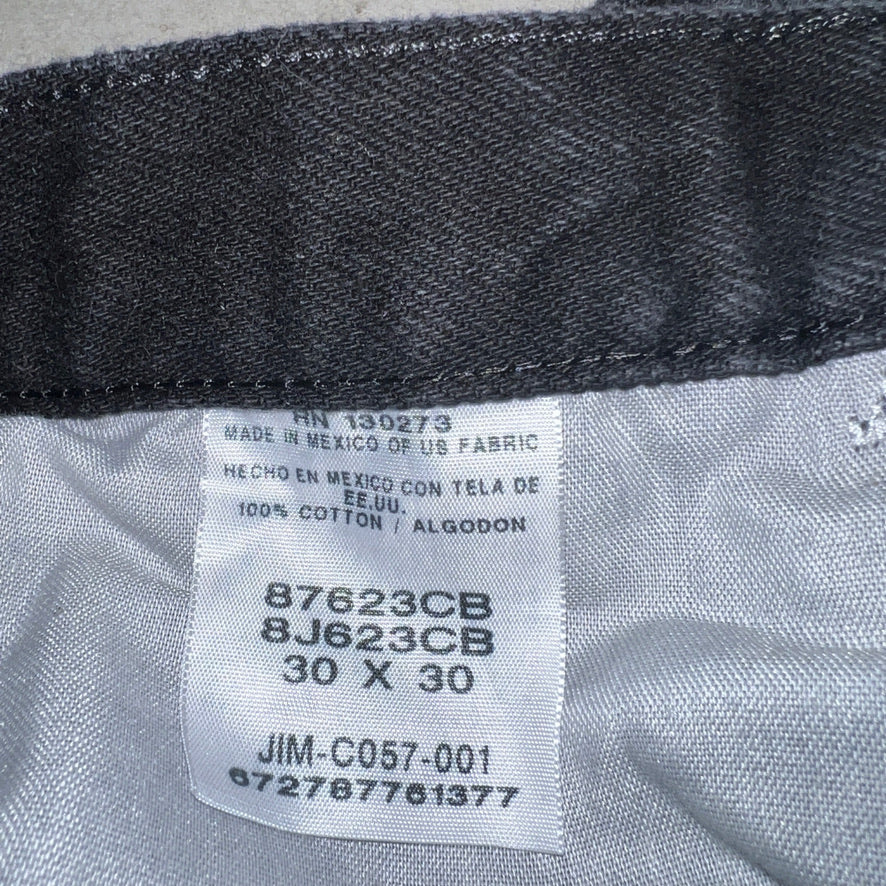 RN 130273
MADE IN MEXICO OF US FABRIC
HECHO EN MEXICO CON TELA DE
EE.UU.
100% COTTON / ALGODON
87623CB
8J623CB
30 X 30
JIM-C057-001
672787761377